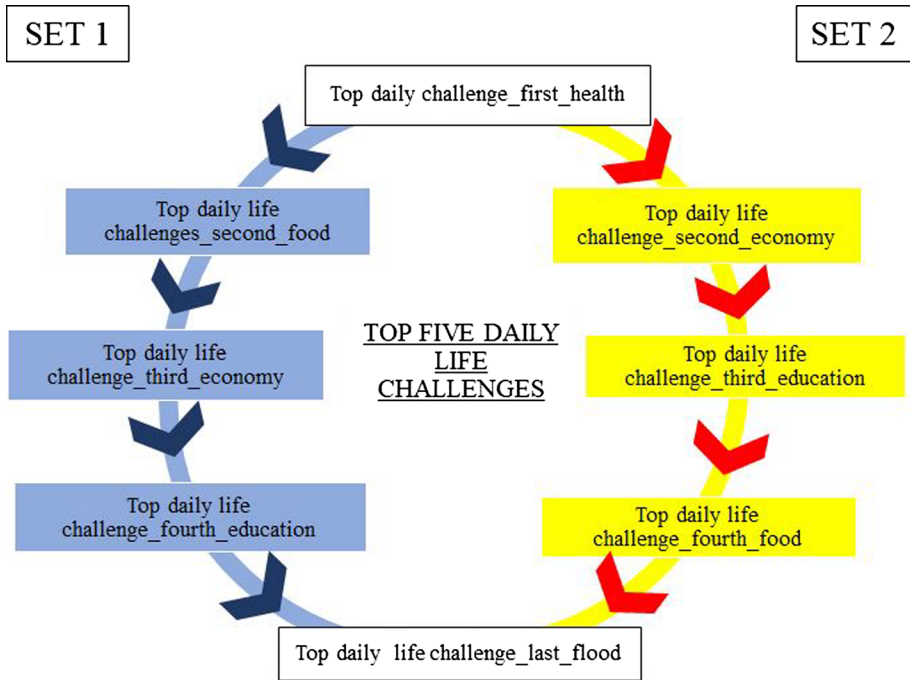 SET 1
SET 2
Top daily challenge_first_health
Top daily life
challenges_second_food
Top daily life
challenge_second_economy
TOP FIVE DAILY
LIFE
CHALLENGES
Top daily life
challenge_third_economy
Top daily life
challenge_third_education
Top daily life
challenge_fourth_education
Top daily life
challenge_fourth_food
Top daily life challenge_last_flood